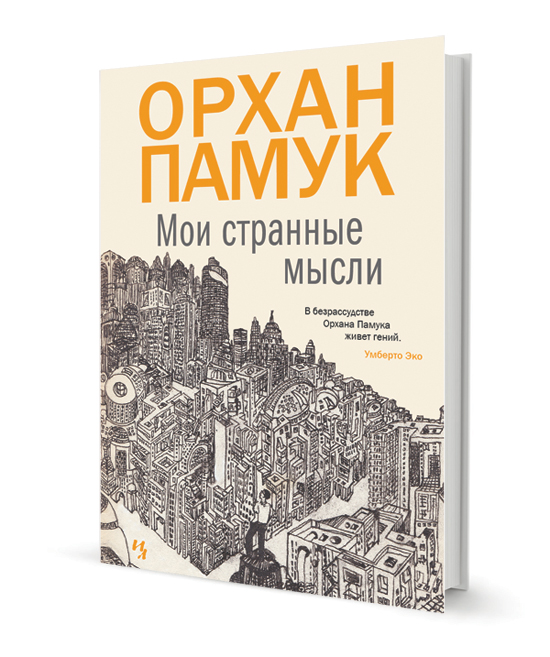 ОРХАН
ПАМУК
Мои странные
мысли
В безрассудстве
Орхана Памука
живет гений.
Умберто Эко